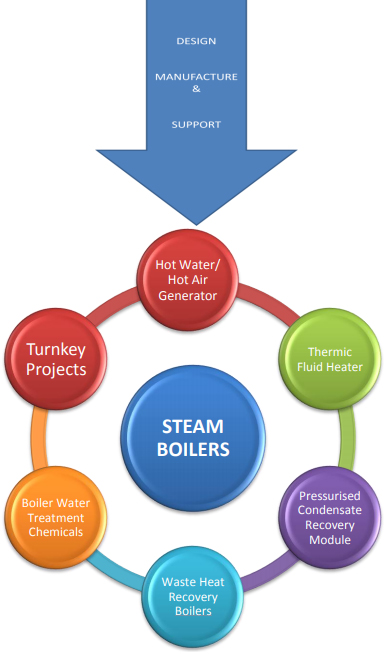 DESIGN
MANUFACTURE
&
SUPPORT
Hot Water/
Hot Air
Generator
Turnkey
Projects
Thermic
Fluid Heater
STEAM
BOILERS
Boiler Water
Treatment
Chemicals
Pressurised
Condensate
Recovery
Module
Waste Heat
Recovery
Boilers